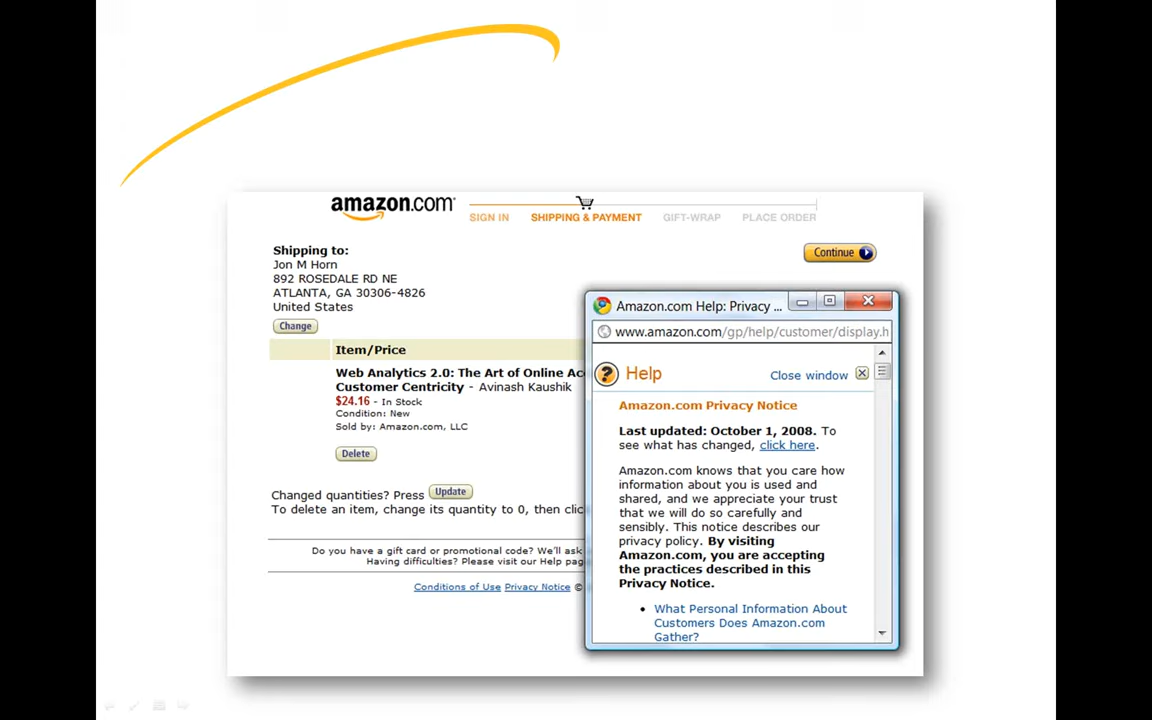 amazon.com
SIGN IN SHIPPING & PAYMENT GIFT-WRAP PLACE ORDER
Shipping to:
Jon M Horn
892 ROSEDALE RD NE
ATLANTA, GA 30306-4826
United States
Change
Continue
Item/Price
Web Analytics 2.0: The Art of Online Acc
Customer Centricity - Avinash Kaushik
$24.16 - In Stock
Condition: New
Sold by: Amazon.com, LLC
Delete
Changed quantities? Press Update
To delete an item, change its quantity to 0, then clic
Do you have a gift card or promotional code? We'll ask
Having difficulties? Please visit our Help pag
Conditions of Use Privacy Notice ©
Amazon.com Help: Privacy ...
www.amazon.com/gp/help/customer/display.h
? Help
Close window
Amazon.com Privacy Notice
Last updated: October 1, 2008. To
see what has changed, click here.
Amazon.com knows that you care how
information about you is used and
shared, and we appreciate your trust
that we will do so carefully and
sensibly. This notice describes our
privacy policy. By visiting
Amazon.com, you are accepting
the practices described in this
Privacy Notice.
• What Personal Information About
Customers Does Amazon.com
Gather?